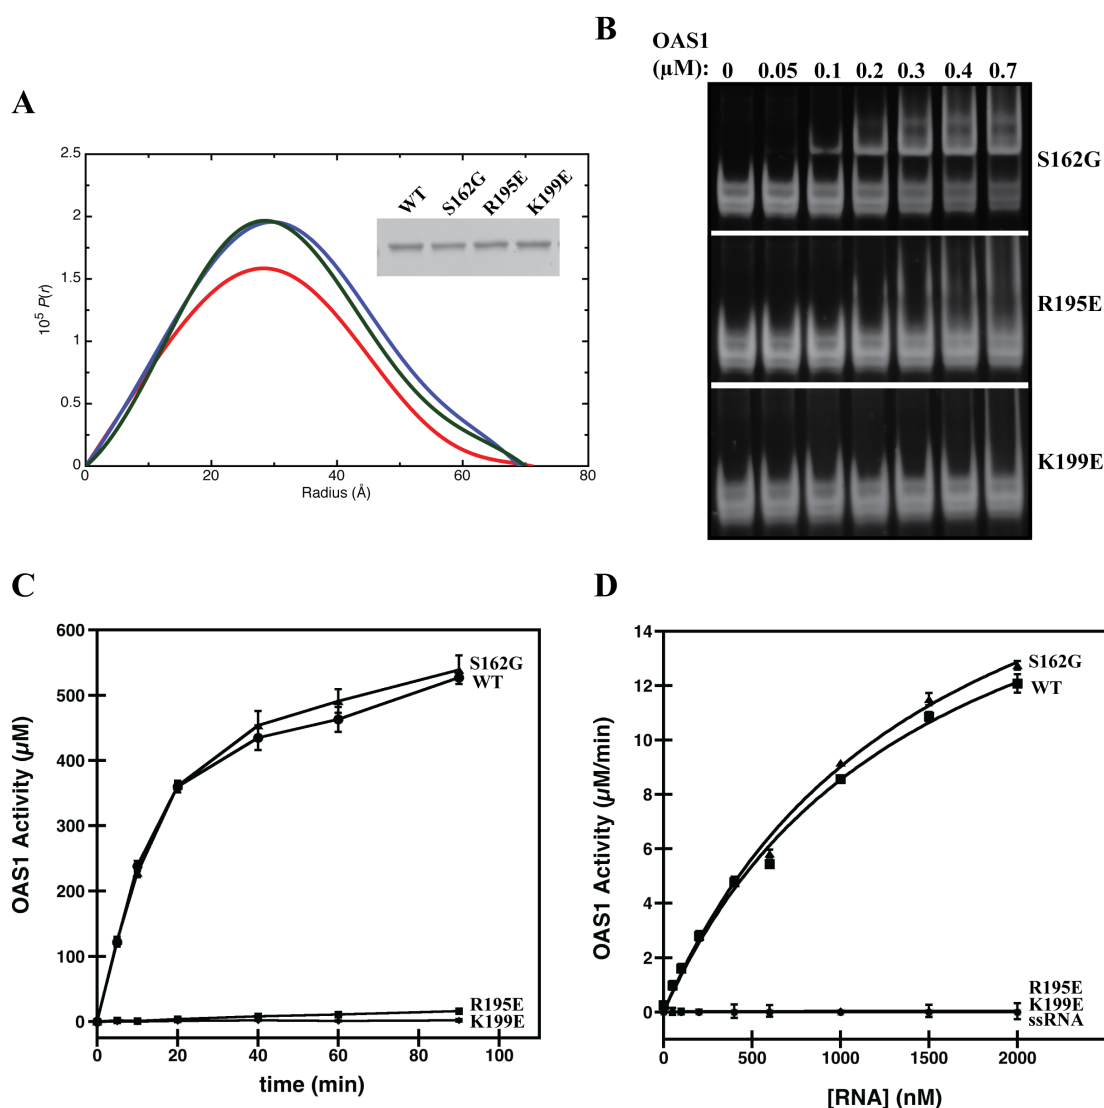 A
2.5
2
1.5
1
0.5
0
10⁵ P(r)
0 20 40 60 80
Radius (Å)
WT S162G R195E K199E
B
OAS1
(µM): 0 0.05 0.1 0.2 0.3 0.4 0.7
S162G
R195E
K199E
C
600
500
400
300
200
100
0
OAS1 Activity (µM)
S162G
WT
R195E
K199E
0 20 40 60 80 100
time (min)
D
14
12
10
8
6
4
2
0
OAS1 Activity (µM/min)
S162G
WT
R195E
K199E
ssRNA
0 500 1000 1500 2000
[RNA] (nM)